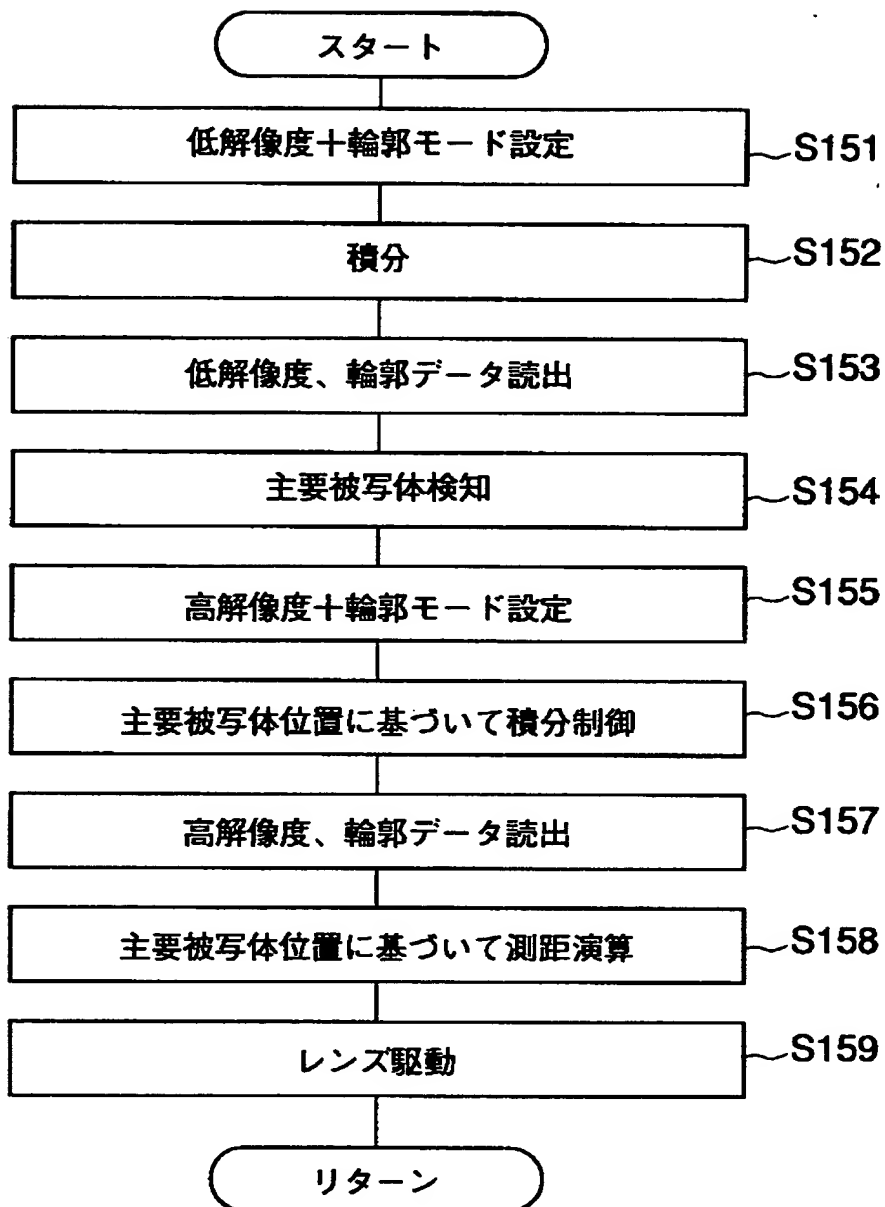 スタート
低解像度+輪郭モード設定 S151
積分 S152
低解像度、輪郭データ読出 S153
主要被写体検知 S154
高解像度+輪郭モード設定 S155
主要被写体位置に基づいて積分制御 S156
高解像度、輪郭データ読出 S157
主要被写体位置に基づいて測距演算 S158
レンズ駆動 S159
リターン